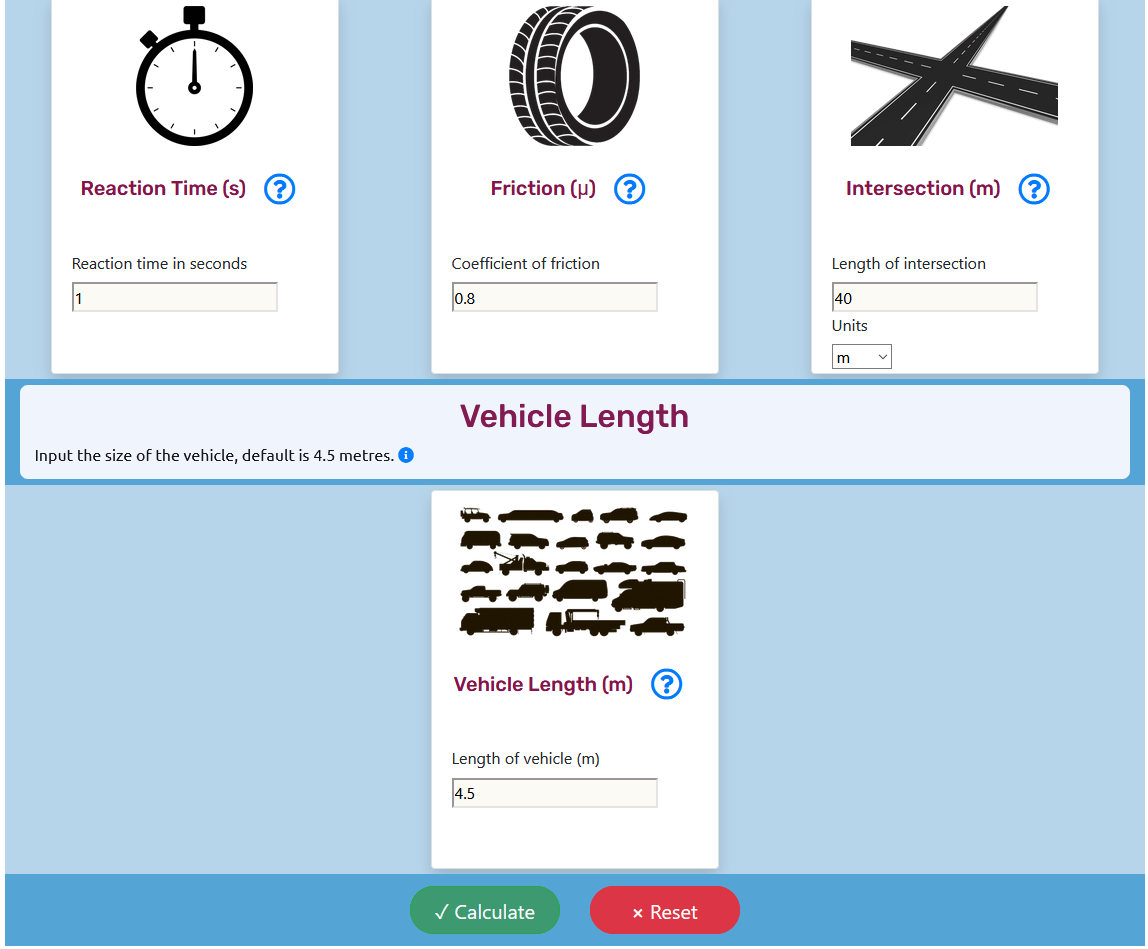 Reaction Time (s)
Reaction time in seconds
1
Friction (μ)
Coefficient of friction
0.8
Intersection (m)
Length of intersection
40
Units
m
Vehicle Length
Input the size of the vehicle, default is 4.5 metres.
Vehicle Length (m)
Length of vehicle (m)
4.5
✓ Calculate
× Reset